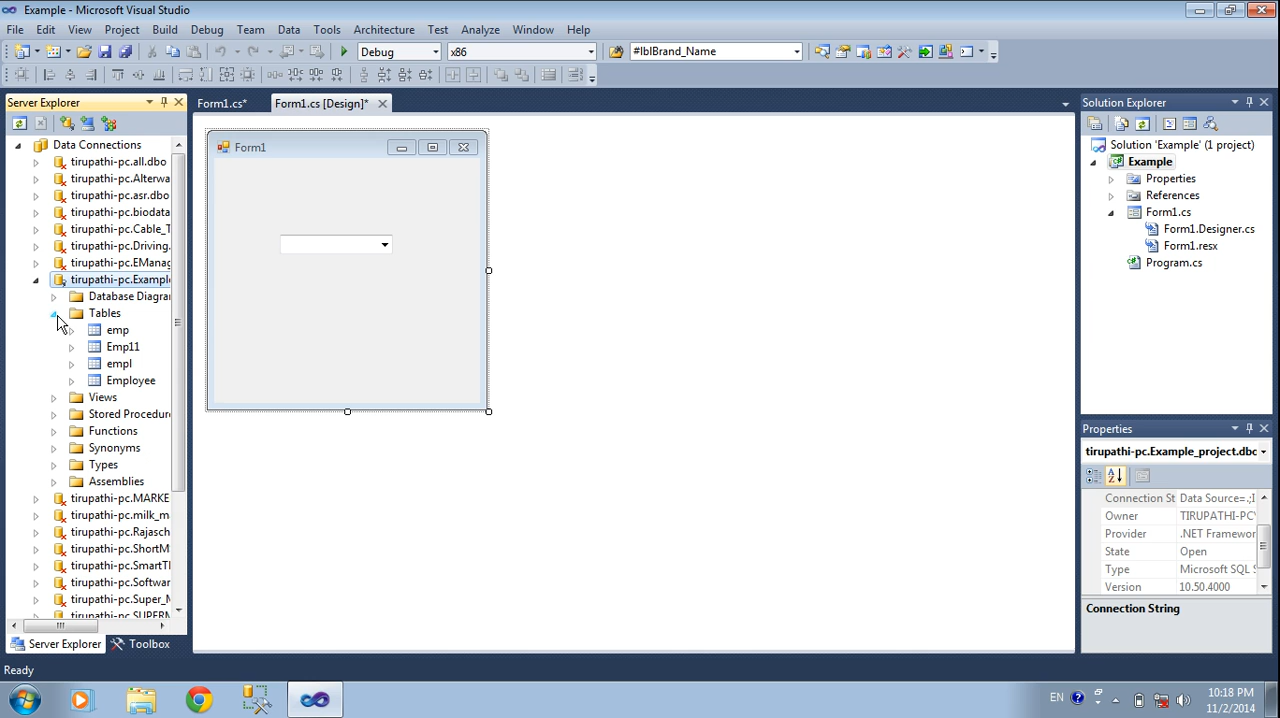 Example - Microsoft Visual Studio
File Edit View Project Build Debug Team Data Tools Architecture Test Analyze Window Help
Debug x86 #lblBrand_Name
Server Explorer
Data Connections
tirupathi-pc.all.dbo
tirupathi-pc.Alterwa
tirupathi-pc.asr.dbo
tirupathi-pc.biodata
tirupathi-pc.Cable_T
tirupathi-pc.Driving.
tirupathi-pc.EManag
tirupathi-pc.Example
Database Diagra
Tables
emp
Emp11
empl
Employee
Views
Stored Procedur
Functions
Synonyms
Types
Assemblies
tirupathi-pc.MARKE
tirupathi-pc.milk_m
tirupathi-pc.Rajasch
tirupathi-pc.ShortM
tirupathi-pc.SmartTI
tirupathi-pc.Softwar
tirupathi-pc.Super_M
tirupathi-pc.SUPERM
Server Explorer Toolbox
Form1.cs* Form1.cs [Design]*
Form1
Solution Explorer
Solution 'Example' (1 project)
Example
Properties
References
Form1.cs
Form1.Designer.cs
Form1.resx
Program.cs
Properties
tirupathi-pc.Example_project.dbo
Connection St Data Source=.;I
Owner TIRUPATHI-PC\
Provider .NET Framewor
State Open
Type Microsoft SQL S
Version 10.50.4000
Connection String
Ready
EN
10:18 PM
11/2/2014